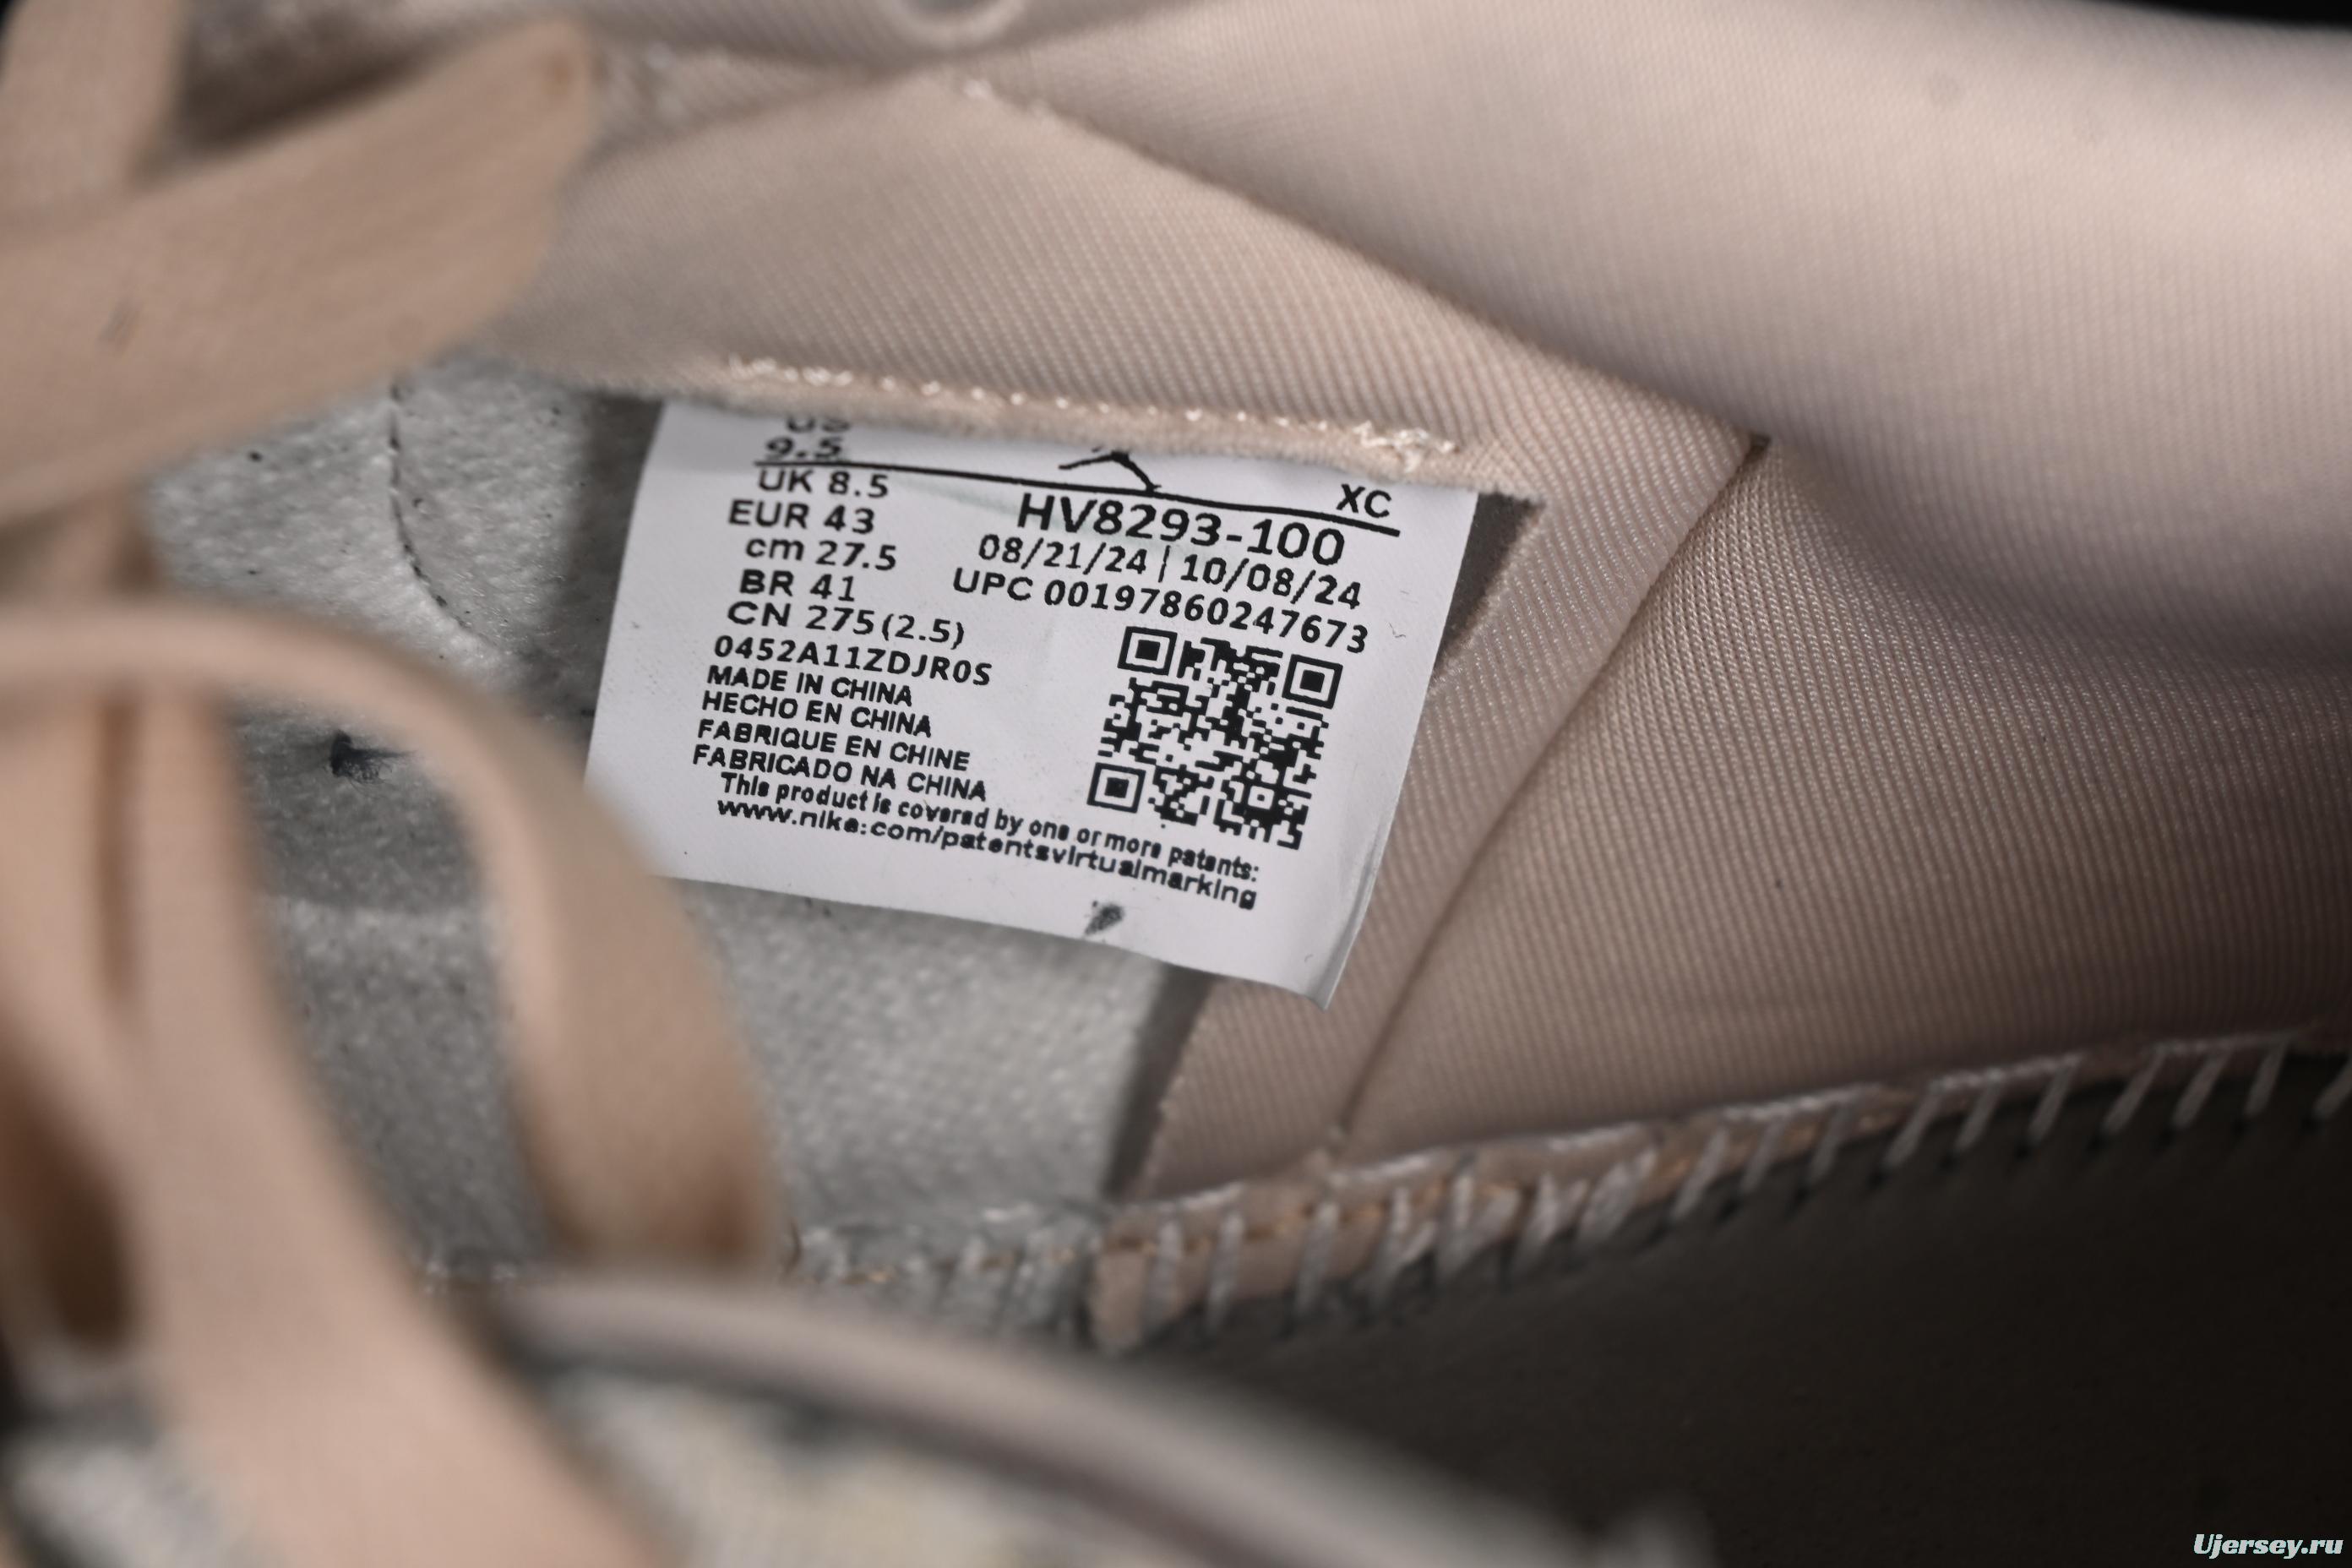 US
9.5
UK 8.5
EUR 43
cm 27.5
BR 41
CN 275(2.5)
0452A11ZDJR0S
MADE IN CHINA
HECHO EN CHINA
FABRIQUE EN CHINE
FABRICADO NA CHINA
This product is covered by one or more patents:
www.nike.com/patentsvirtualmarking
XC
HV8293-100
08/21/24 | 10/08/24
UPC 00197860247673
Ujersey.ru